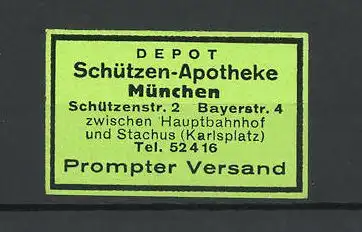 DEPOT
Schützen-Apotheke
München
Schützenstr. 2 Bayerstr. 4
zwischen Hauptbahnhof
und Stachus (Karlsplatz)
Tel. 52416
Prompter Versand